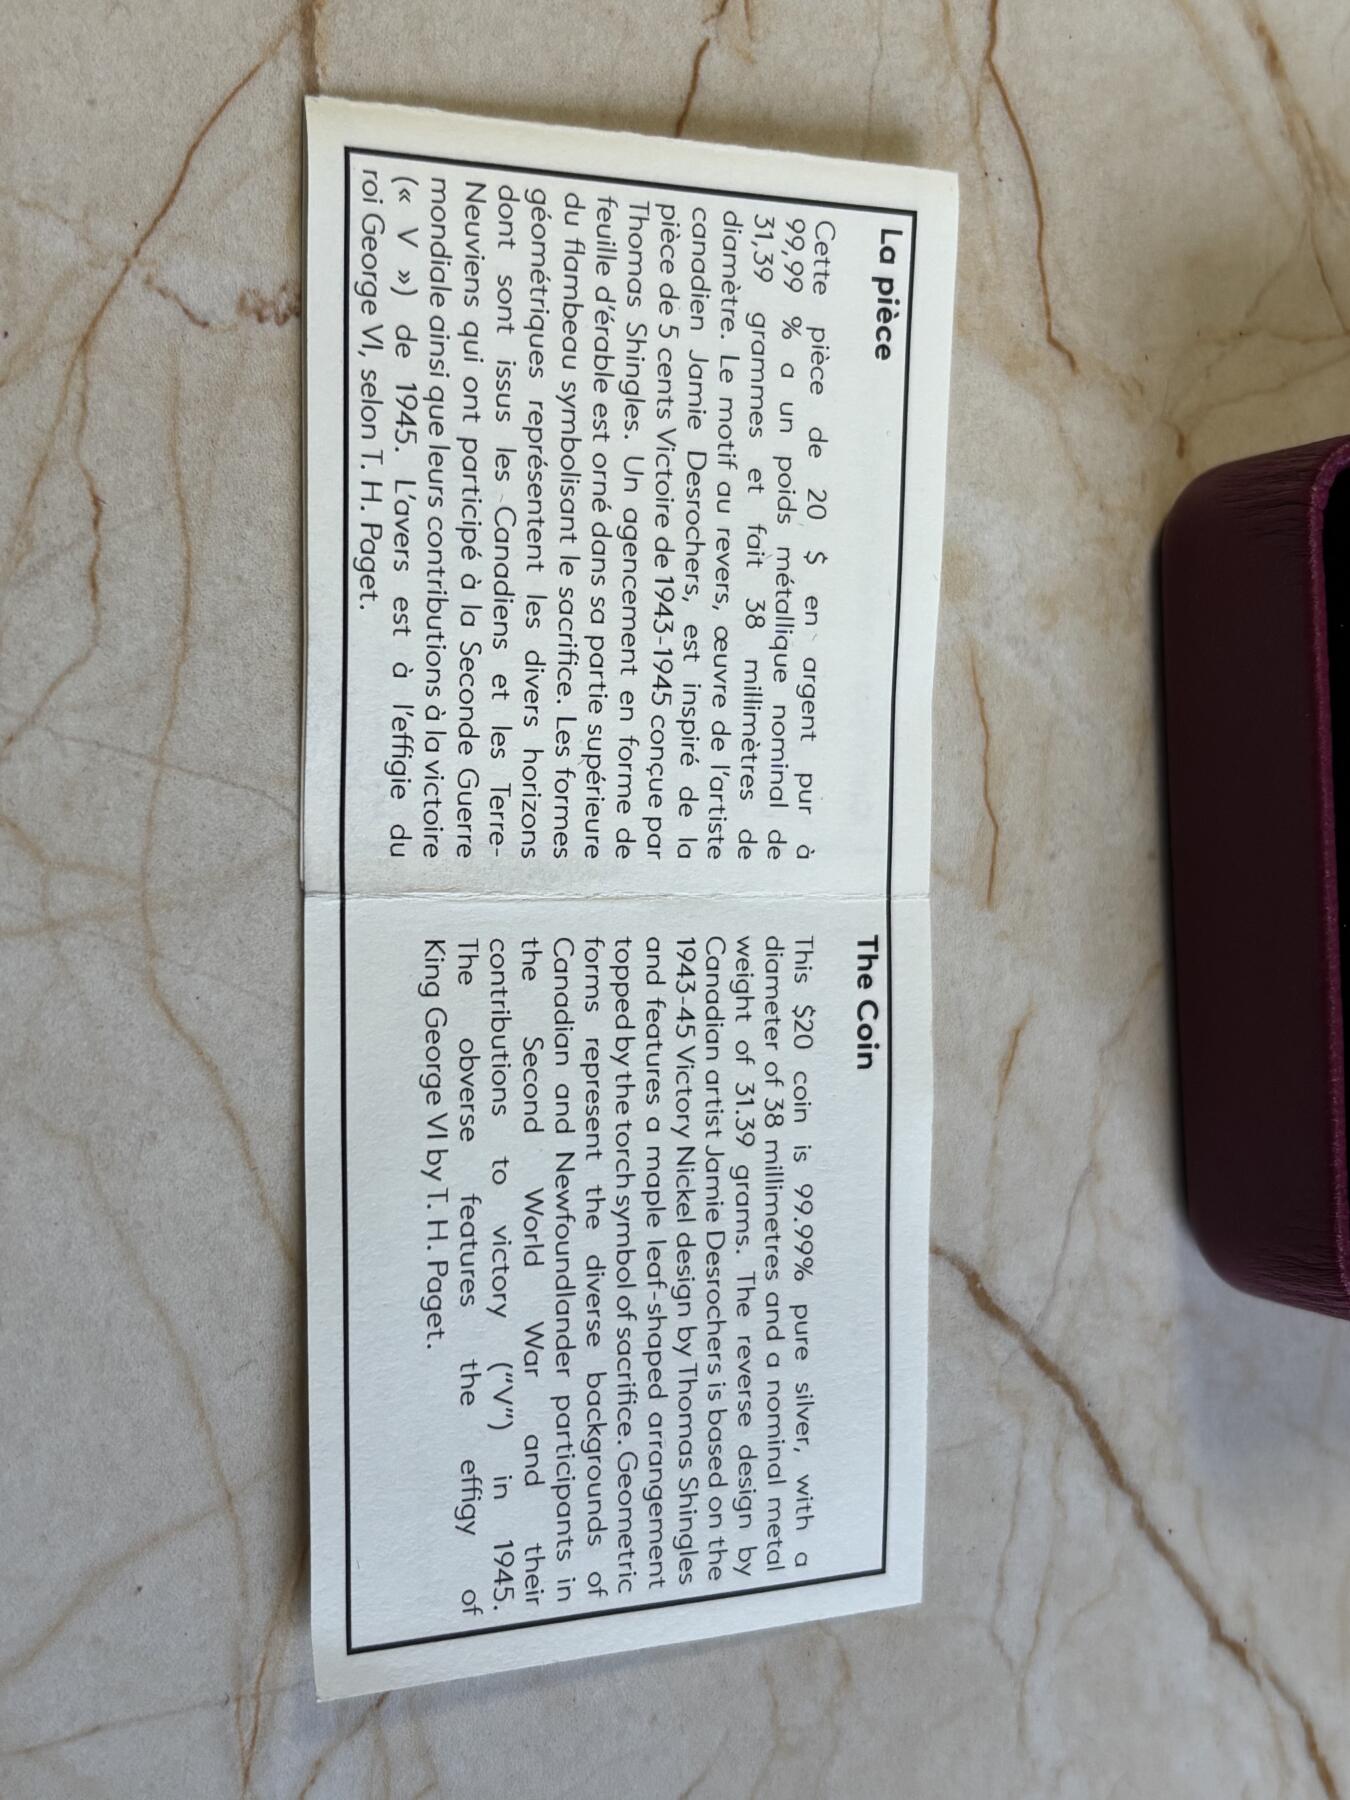 La pièce
Cette pièce de 20 $ en argent pur à
99,99 % a un poids métallique nominal de
31,39 grammes et fait 38 millimètres de
diamètre. Le motif au revers, œuvre de l'artiste
canadien Jamie Desrochers, est inspiré de la
pièce de 5 cents Victoire de 1943-1945 conçue par
Thomas Shingles. Un agencement en forme de
feuille d'érable est orné dans sa partie supérieure
du flambeau symbolisant le sacrifice. Les formes
géométriques représentent les divers horizons
dont sont issus les Canadiens et les Terre-
Neuviens qui ont participé à la Seconde Guerre
mondiale ainsi que leurs contributions à la victoire
(« V ») de 1945. L'avers est à l'effigie du
roi George VI, selon T. H. Paget.
The Coin
This $20 coin is 99.99% pure silver, with a
diameter of 38 millimetres and a nominal metal
weight of 31.39 grams. The reverse design by
Canadian artist Jamie Desrochers is based on the
1943-45 Victory Nickel design by Thomas Shingles
and features a maple leaf-shaped arrangement
topped by the torch symbol of sacrifice. Geometric
forms represent the diverse backgrounds of
Canadian and Newfoundlander participants in
the Second World War and their
contributions to victory ("V") in 1945.
The obverse features the effigy of
King George VI by T. H. Paget.